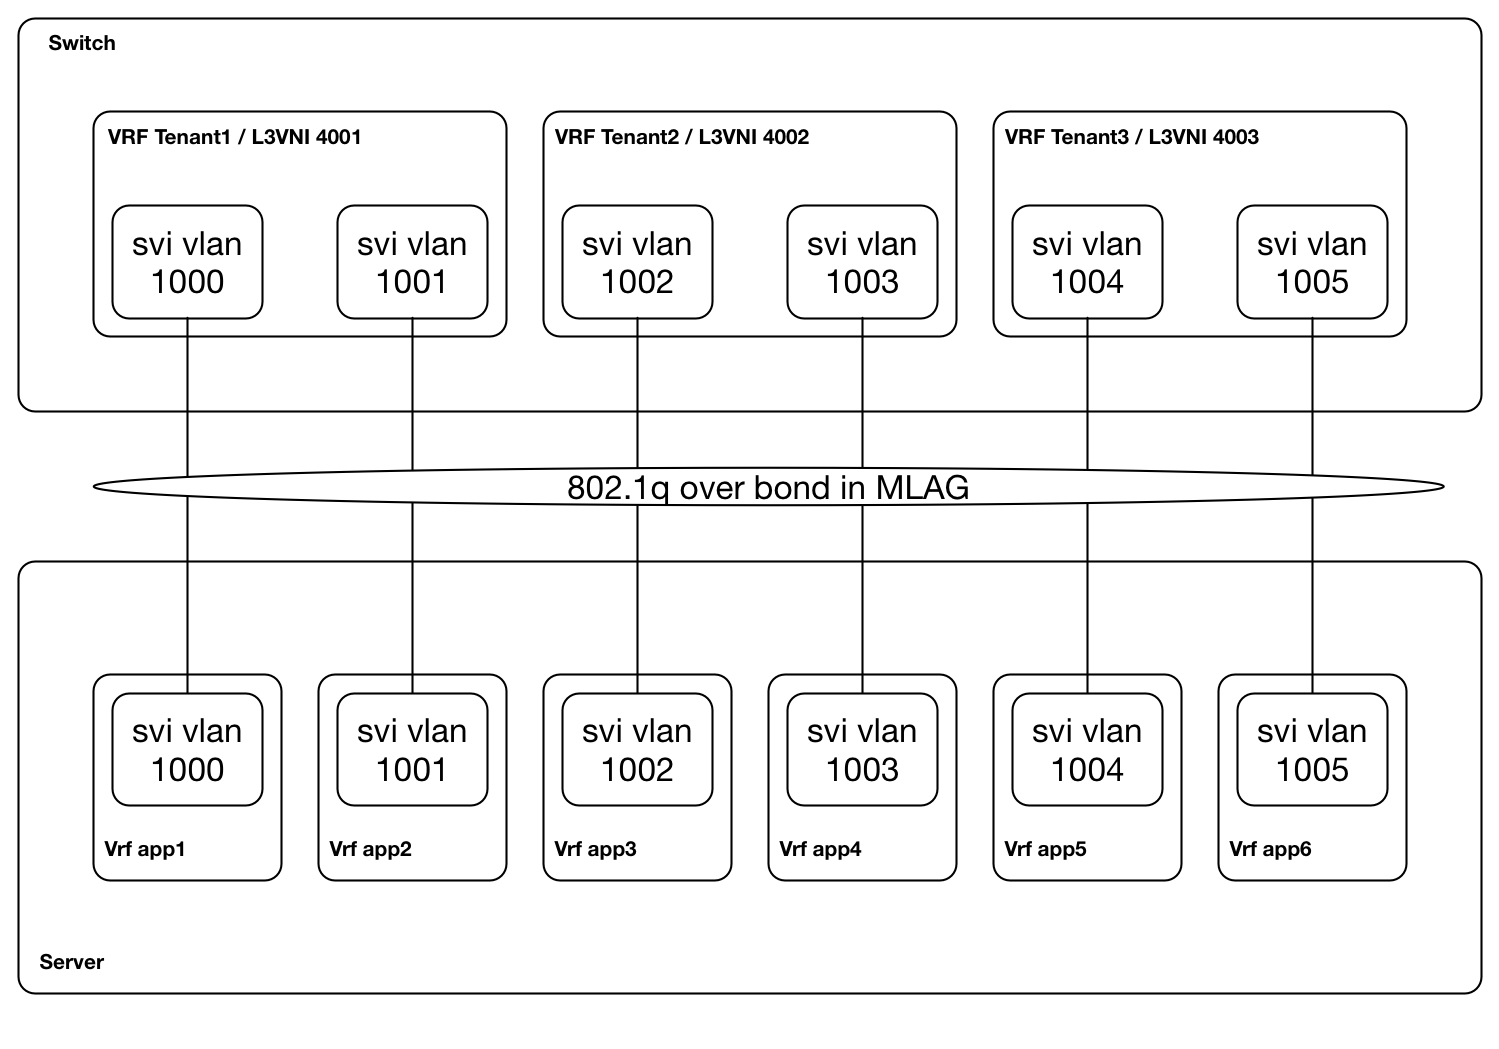 Switch
VRF Tenant1 / L3VNI 4001
VRF Tenant2 / L3VNI 4002
VRF Tenant3 / L3VNI 4003
svi vlan
1000
svi vlan
1001
svi vlan
1002
svi vlan
1003
svi vlan
1004
svi vlan
1005
802.1q over bond in MLAG
svi vlan
1000
svi vlan
1001
svi vlan
1002
svi vlan
1003
svi vlan
1004
svi vlan
1005
Vrf app1
Vrf app2
Vrf app3
Vrf app4
Vrf app5
Vrf app6
Server